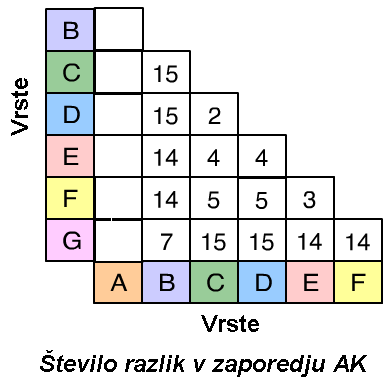 Vrste
B
C 15
D 15 2
E 14 4 4
F 14 5 5 3
G 7 15 15 14 14
A B C D E F
Vrste
Število razlik v zaporedju AK